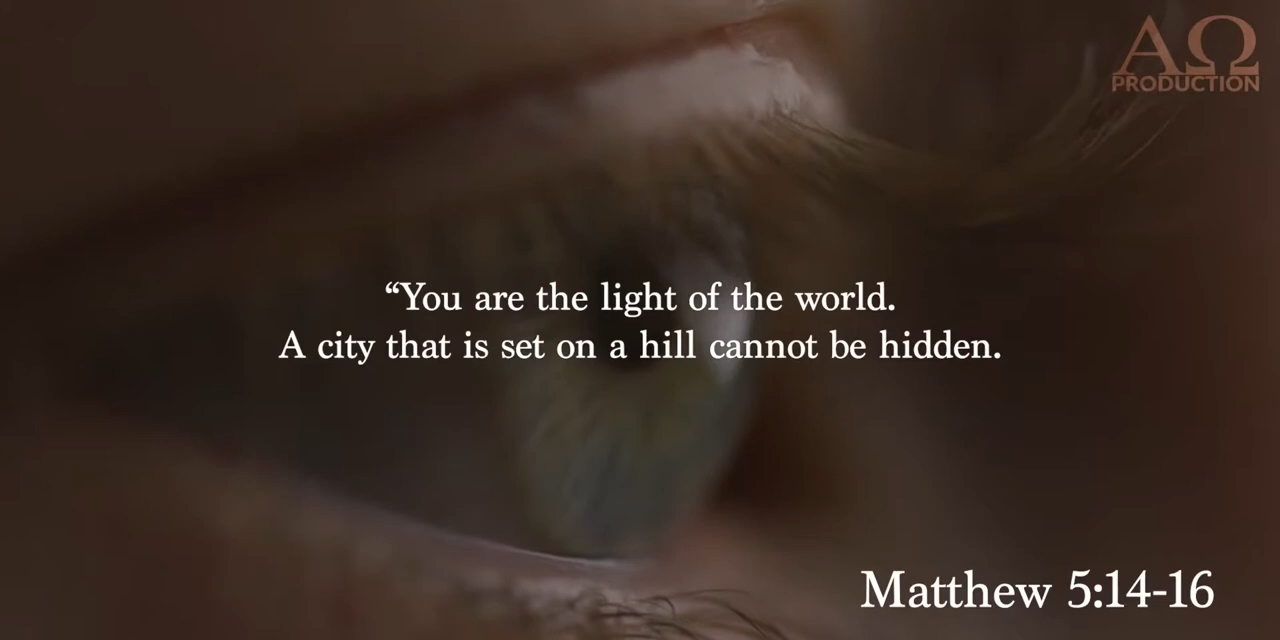 ΑΩ
PRODUCTION
“You are the light of the world.
A city that is set on a hill cannot be hidden.
Matthew 5:14-16